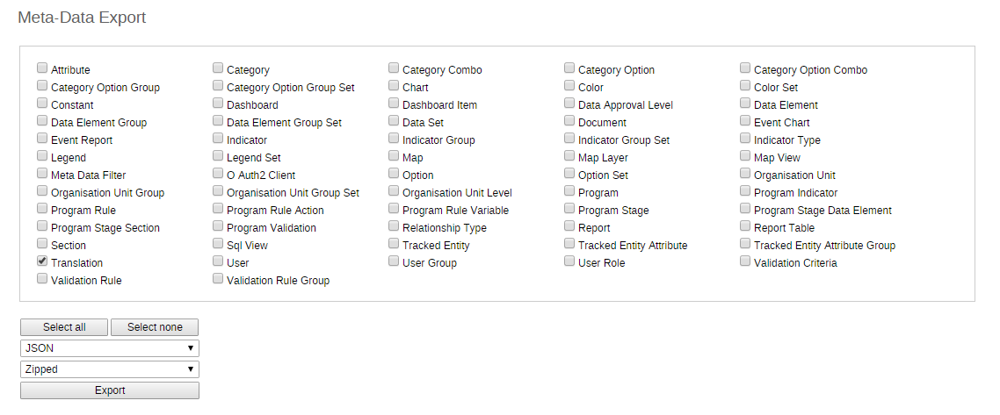 Meta-Data Export
Attribute Category Category Combo Category Option Category Option Combo
Category Option Group Category Option Group Set Chart Color Color Set
Constant Dashboard Dashboard Item Data Approval Level Data Element
Data Element Group Data Element Group Set Data Set Document Event Chart
Event Report Indicator Indicator Group Indicator Group Set Indicator Type
Legend Legend Set Map Map Layer Map View
Meta Data Filter O Auth2 Client Option Option Set Organisation Unit
Organisation Unit Group Organisation Unit Group Set Organisation Unit Level Program Program Indicator
Program Rule Program Rule Action Program Rule Variable Program Stage Program Stage Data Element
Program Stage Section Program Validation Relationship Type Report Report Table
Section Sql View Tracked Entity Tracked Entity Attribute Tracked Entity Attribute Group
Translation User User Group User Role Validation Criteria
Validation Rule Validation Rule Group
Select all Select none
JSON
Zipped
Export